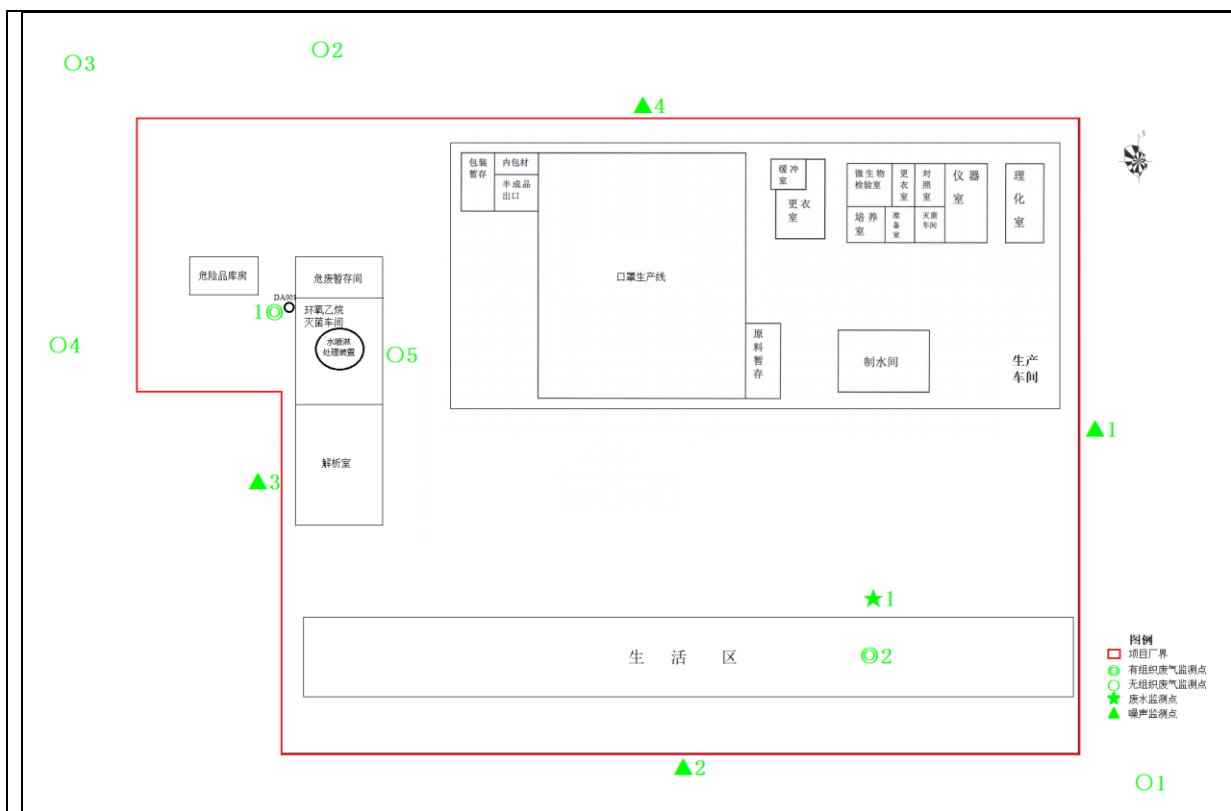 ○3
○2
▲4
S
包装
暂存
内包材
半成品
出口
缓冲
室
更衣
室
微生物
检验室
更
衣
室
对
照
室
仪器
室
理
化
室
培养
室
准
备
室
灭菌
车间
口罩生产线
危险品库房
危废暂存间
DA001
1◎
环氧乙烷
灭菌车间
水喷淋
处理装置
○4
○5
原
料
暂
存
制水间
生产
车间
▲1
解析室
▲3
★1
生活区
◎2
图例
项目厂界
有组织废气监测点
无组织废气监测点
废水监测点
噪声监测点
▲2
○1